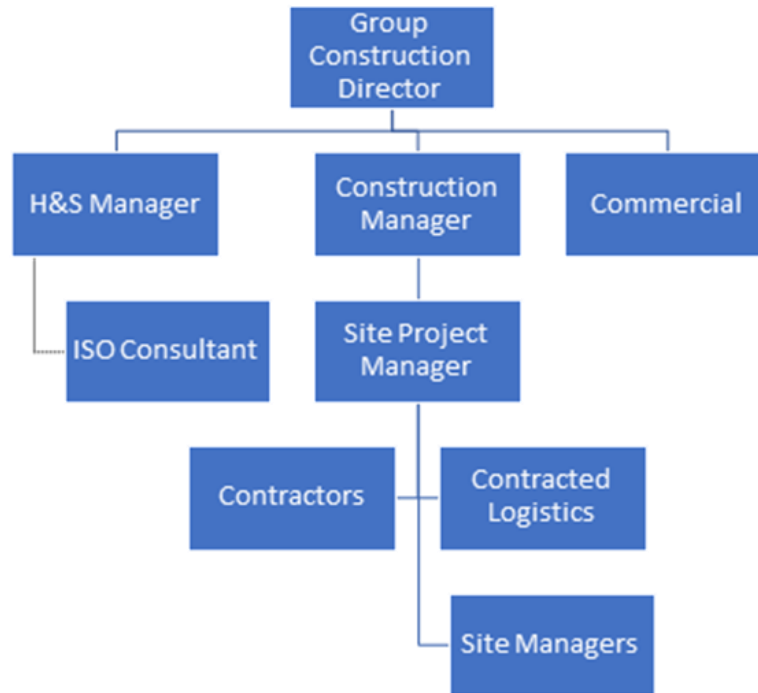 Group
Construction
Director
H&S Manager
Construction
Manager
Commercial
ISO Consultant
Site Project
Manager
Contractors
Contracted
Logistics
Site Managers